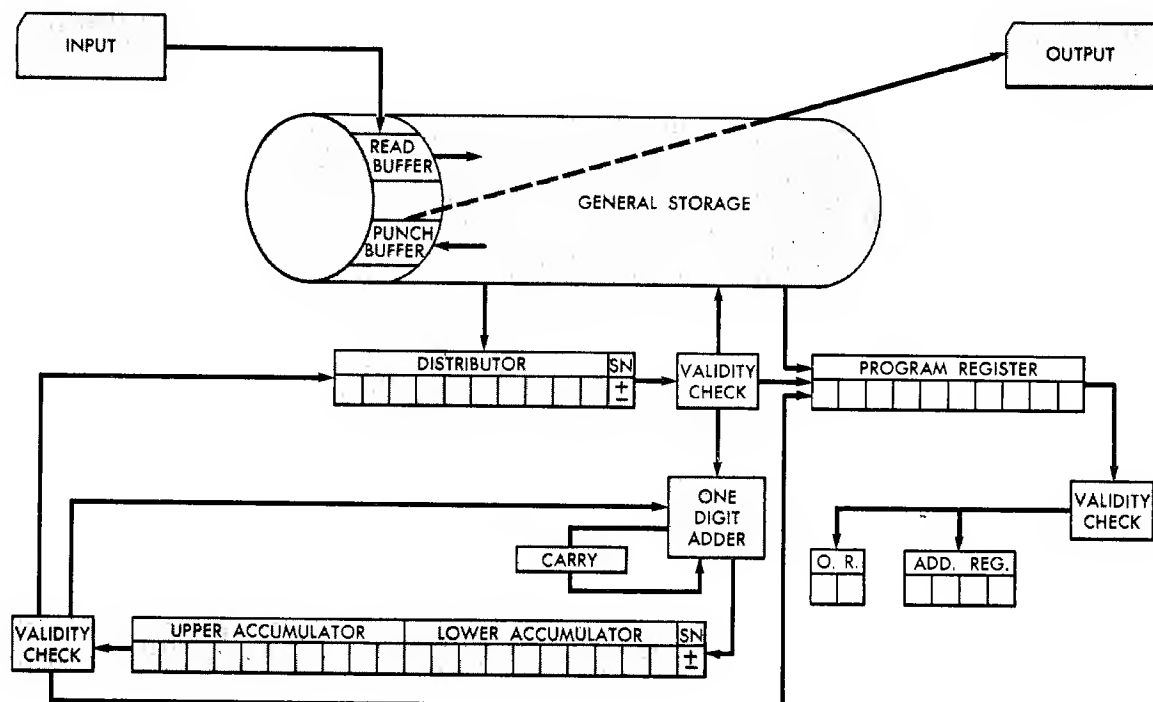 INPUT
OUTPUT
READ
BUFFER
GENERAL STORAGE
PUNCH
BUFFER
DISTRIBUTOR SN
±
VALIDITY
CHECK
PROGRAM REGISTER
ONE
DIGIT
ADDER
VALIDITY
CHECK
CARRY
O. R.
ADD. REG.
VALIDITY
CHECK
UPPER ACCUMULATOR LOWER ACCUMULATOR SN
±